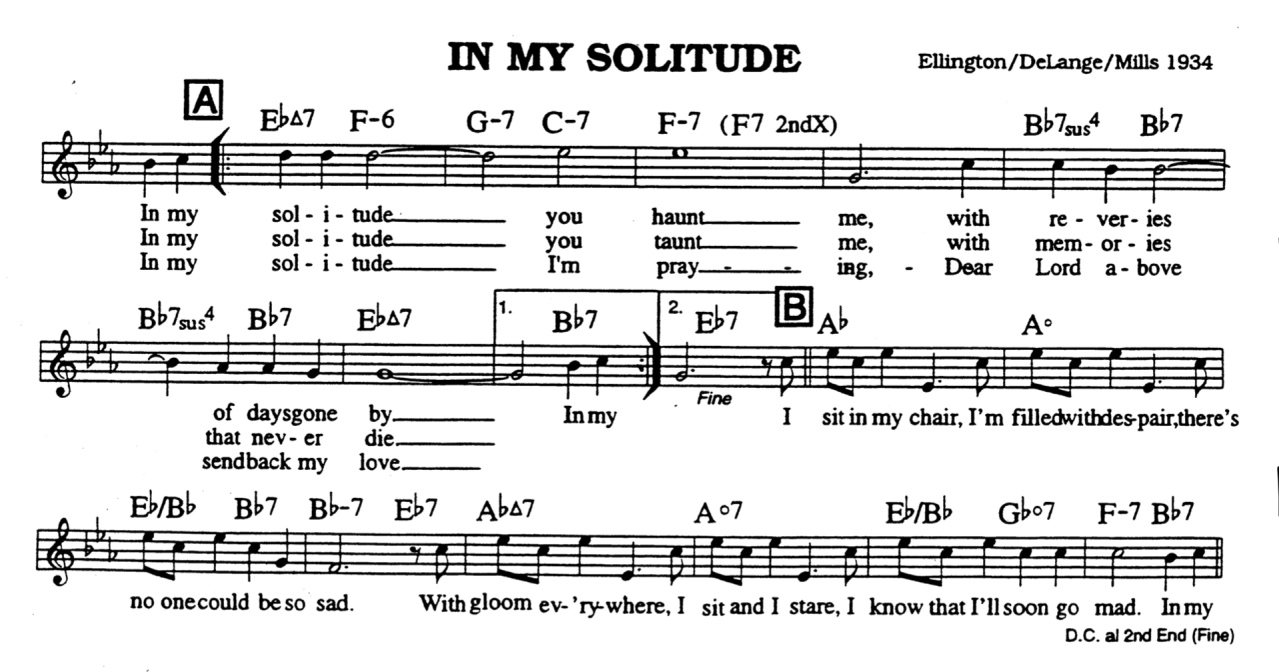 IN MY SOLITUDE
Ellington/DeLange/Mills 1934
A
E♭Δ7 F-6 G-7 C-7 F-7 (F7 2ndX) B♭7sus4 B♭7
In my sol - i - tude you haunt me, with re - ver - ies
In my sol - i - tude you taunt me, with mem - or - ies
In my sol - i - tude I'm pray - - ing, - Dear Lord a - bove
B♭7sus4 B♭7 E♭Δ7 1. B♭7 2. E♭7 B A♭ A°
Fine
of daysgone by In my I sit in my chair, I'm filledwithdes-pair,there's
that nev - er die
sendback my love
E♭/B♭ B♭7 B♭-7 E♭7 A♭Δ7 A°7 E♭/B♭ G♭°7 F-7 B♭7
no onecould beso sad. With gloom ev-'ry-where, I sit and I stare, I know that I'll soon go mad. In my
D.C. al 2nd End (Fine)